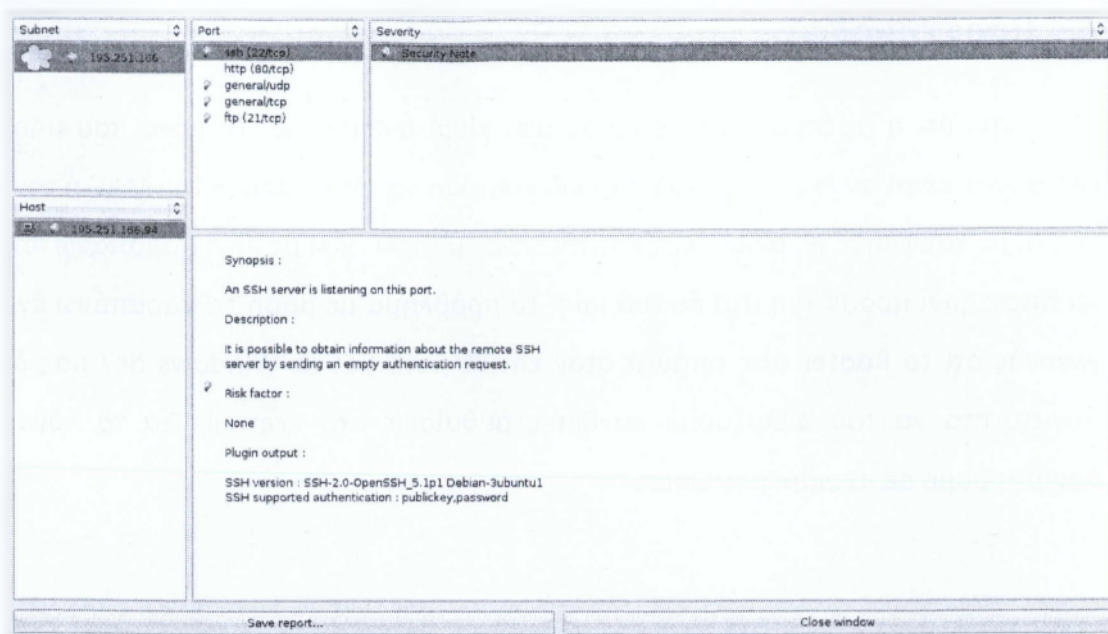 Subnet
195.251.166
Host
195.251.166.94
Port
ssh (22/tcp)
http (80/tcp)
general/udp
general/tcp
ftp (21/tcp)
Severity
Security Note
Synopsis :
An SSH server is listening on this port.
Description :
It is possible to obtain information about the remote SSH
server by sending an empty authentication request.
Risk factor :
None
Plugin output :
SSH version : SSH-2.0-OpenSSH_5.1p1 Debian-3ubuntu1
SSH supported authentication : publickey,password
Save report...
Close window